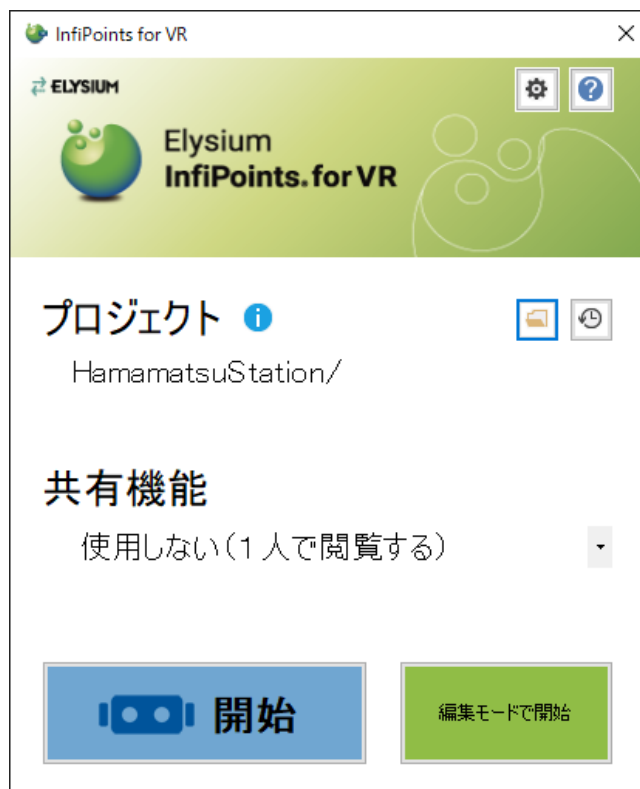 InfiPoints for VR
ELYSIUM
Elysium
InfiPoints.for VR
プロジェクト
HamamatsuStation/
共有機能
使用しない(1人で閲覧する)
開始
編集モードで開始